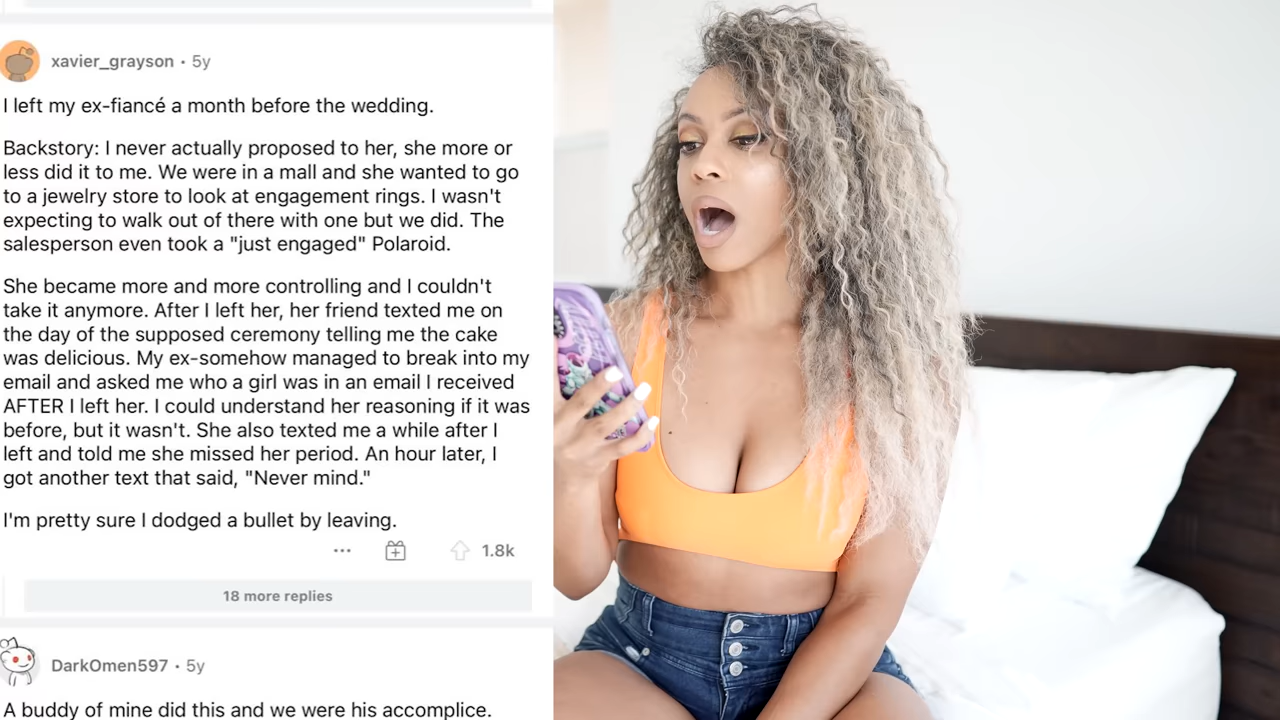 xavier_grayson • 5y
I left my ex-fiancé a month before the wedding.
Backstory: I never actually proposed to her, she more or
less did it to me. We were in a mall and she wanted to go
to a jewelry store to look at engagement rings. I wasn't
expecting to walk out of there with one but we did. The
salesperson even took a "just engaged" Polaroid.
She became more and more controlling and I couldn't
take it anymore. After I left her, her friend texted me on
the day of the supposed ceremony telling me the cake
was delicious. My ex-somehow managed to break into my
email and asked me who a girl was in an email I received
AFTER I left her. I could understand her reasoning if it was
before, but it wasn't. She also texted me a while after I
left and told me she missed her period. An hour later, I
got another text that said, "Never mind."
I'm pretty sure I dodged a bullet by leaving.
1.8k
18 more replies
DarkOmen597 • 5y
A buddy of mine did this and we were his accomplice.